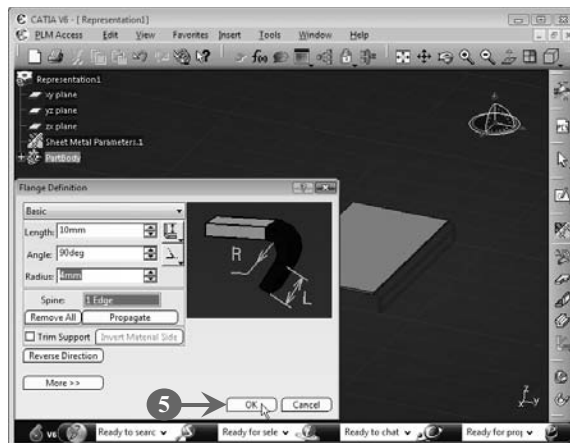 CATIA V6 - [ Representation1]
PLM Access Edit View Favorites Insert Tools Window Help
Representation1
xy plane
yz plane
zx plane
Sheet Metal Parameters.1
PartBody
Flange Definition
Basic
Length: 10mm
Angle: 90deg
Radius: 4mm
R
L
Spine: 1 Edge
Remove All Propagate
Trim Support Invert Material Side
Reverse Direction
More >>
5
OK Cancel
z
y
x
V6 Ready to searc Ready for sele Ready to chat Ready for proj